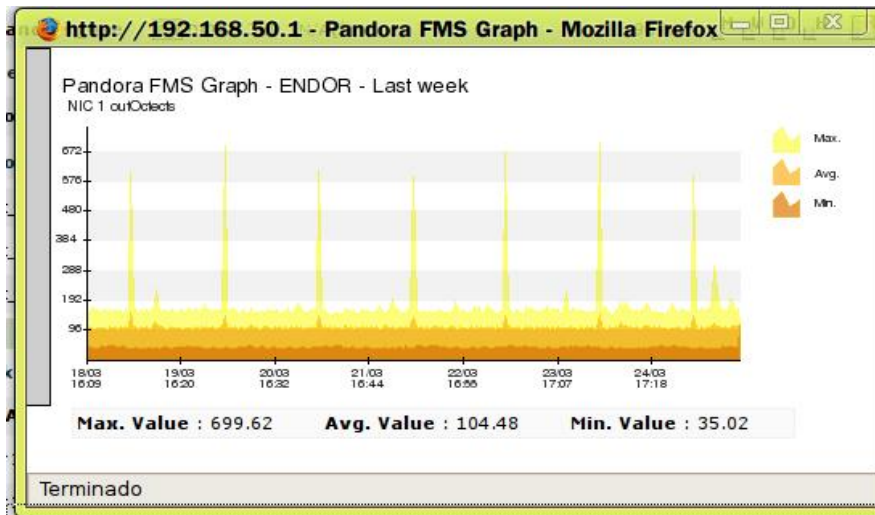 http://192.168.50.1 - Pandora FMS Graph - Mozilla Firefox
Pandora FMS Graph - ENDOR - Last week
NIC 1 outOctects
672
576
480
384
288
192
96
Max.
Avg.
Min.
18/03 19/03 20/03 21/03 22/03 23/03 24/03
16:09 16:20 16:32 16:44 16:56 17:07 17:18
Max. Value : 699.62 Avg. Value : 104.48 Min. Value : 35.02
Terminado